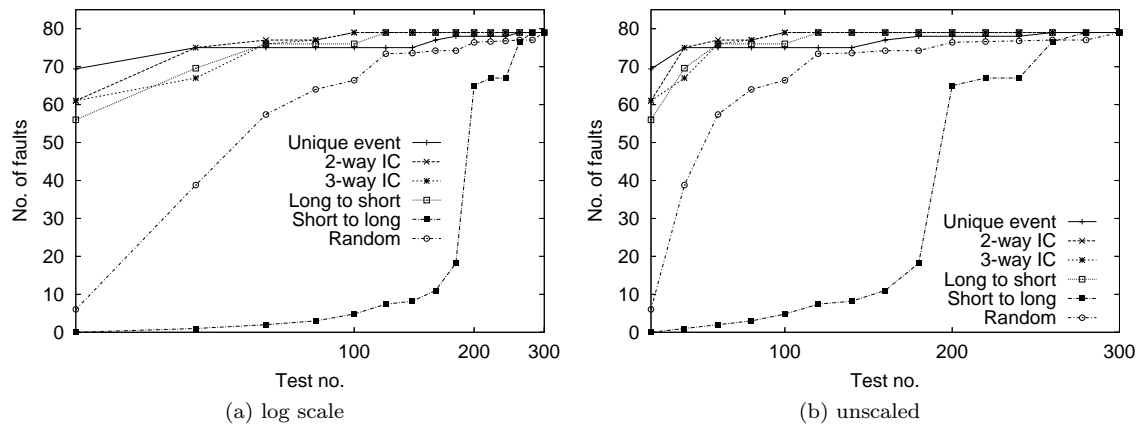 80
70
60
50
40
30
20
10
0
No. of faults
Unique event
2-way IC
3-way IC
Long to short
Short to long
Random
100
200
300
Test no.
(a) log scale
80
70
60
50
40
30
20
10
0
No. of faults
Unique event
2-way IC
3-way IC
Long to short
Short to long
Random
100
200
300
Test no.
(b) unscaled